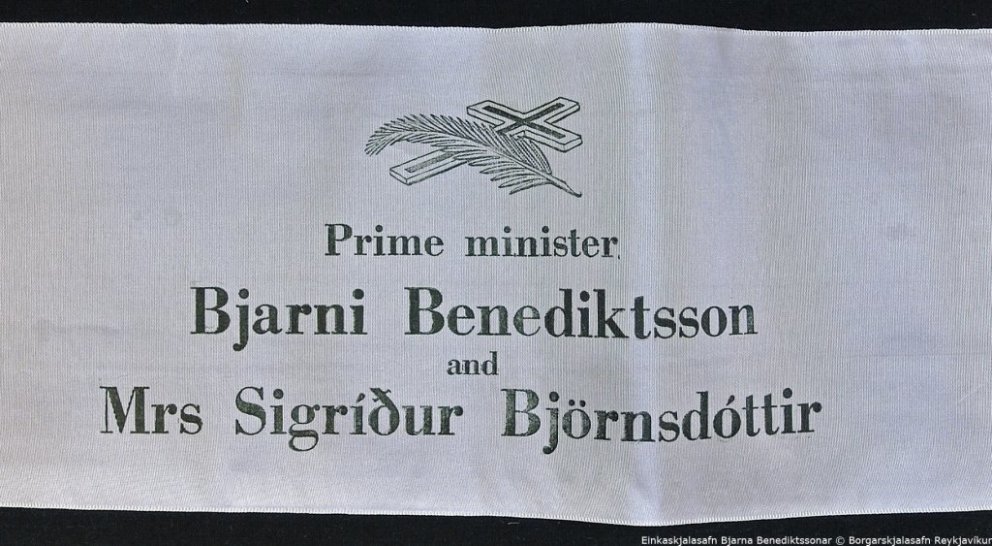 Prime minister
Bjarni Benediktsson
and
Mrs Sigríður Björnsdóttir
Einkaskjalasafn Bjarna Benediktssonar © Borgarskjalasafn Reykjavíkur